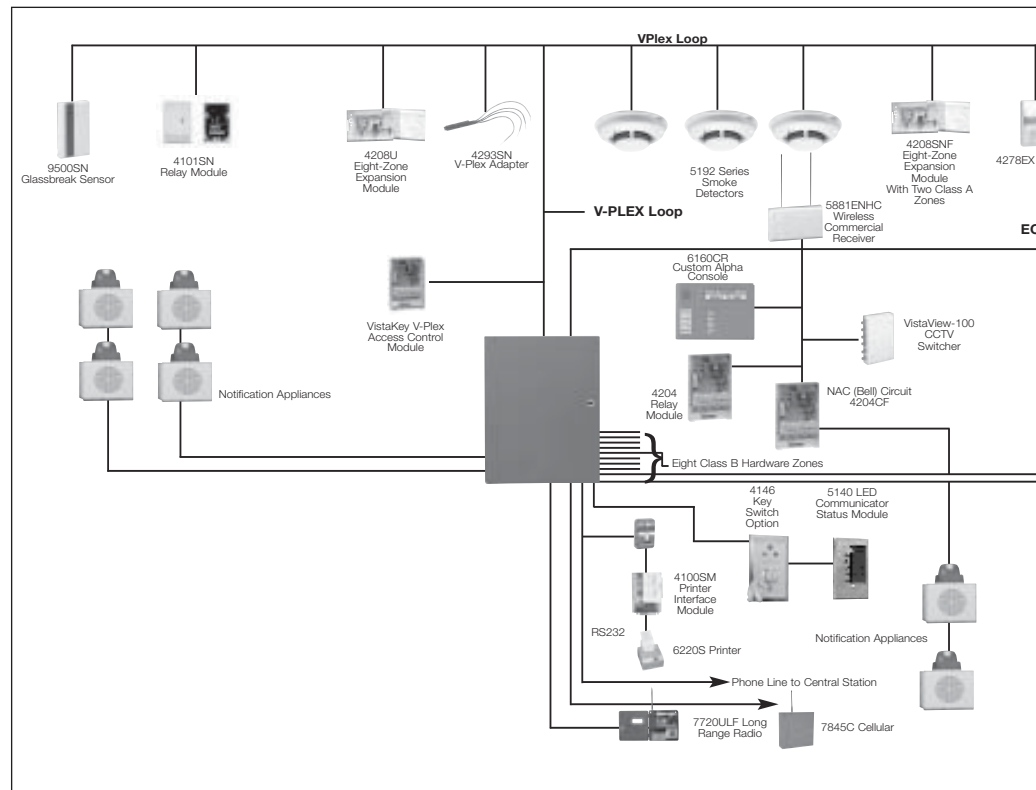 VPlex Loop
9500SN
Glassbreak Sensor
4101SN
Relay Module
4208U
Eight-Zone
Expansion
Module
4293SN
V-Plex Adapter
5192 Series
Smoke
Detectors
4208SNF
Eight-Zone
Expansion
Module
With Two Class A
Zones
4278EX
V-PLEX Loop
5881ENHC
Wireless
Commercial
Receiver
EC
6160CR
Custom Alpha
Console
VistaKey V-Plex
Access Control
Module
VistaView-100
CCTV
Switcher
Notification Appliances
4204
Relay
Module
NAC (Bell) Circuit
4204CF
Eight Class B Hardware Zones
4146
Key
Switch
Option
5140 LED
Communicator
Status Module
4100SM
Printer
Interface
Module
RS232
6220S Printer
Notification Appliances
Phone Line to Central Station
7720ULF Long
Range Radio
7845C Cellular